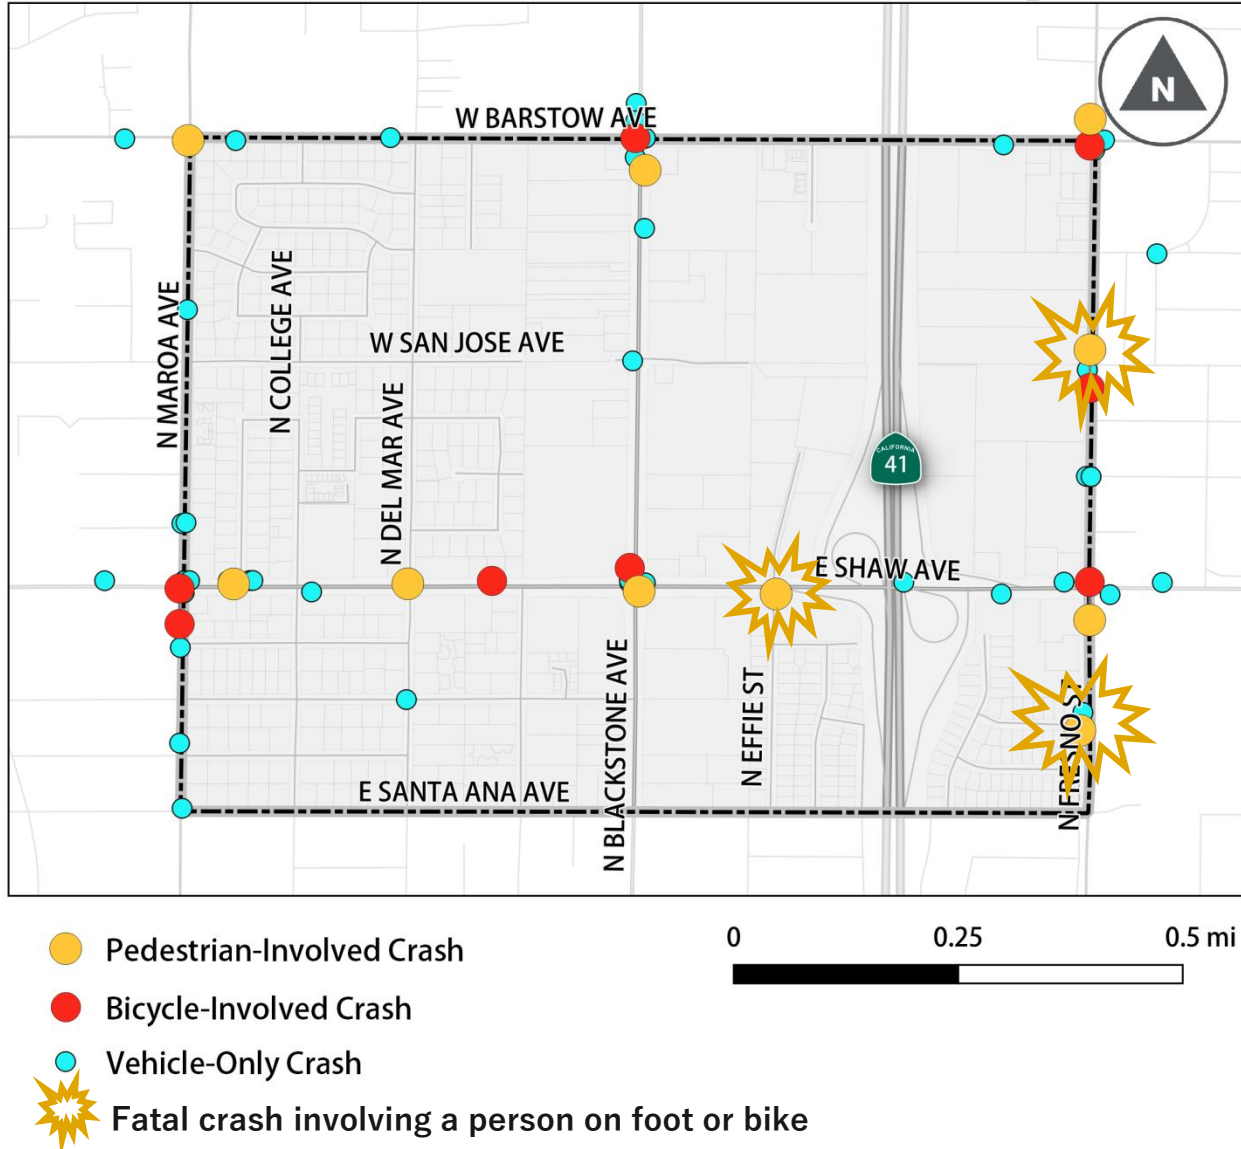 N
W BARSTOW AVE
N MAROA AVE
N COLLEGE AVE
W SAN JOSE AVE
N DEL MAR AVE
CALIFORNIA
41
E SHAW AVE
N BLACKSTONE AVE
N EFFIE ST
N FRESNO ST
E SANTA ANA AVE
Pedestrian-Involved Crash
Bicycle-Involved Crash
Vehicle-Only Crash
Fatal crash involving a person on foot or bike
0 0.25 0.5 mi